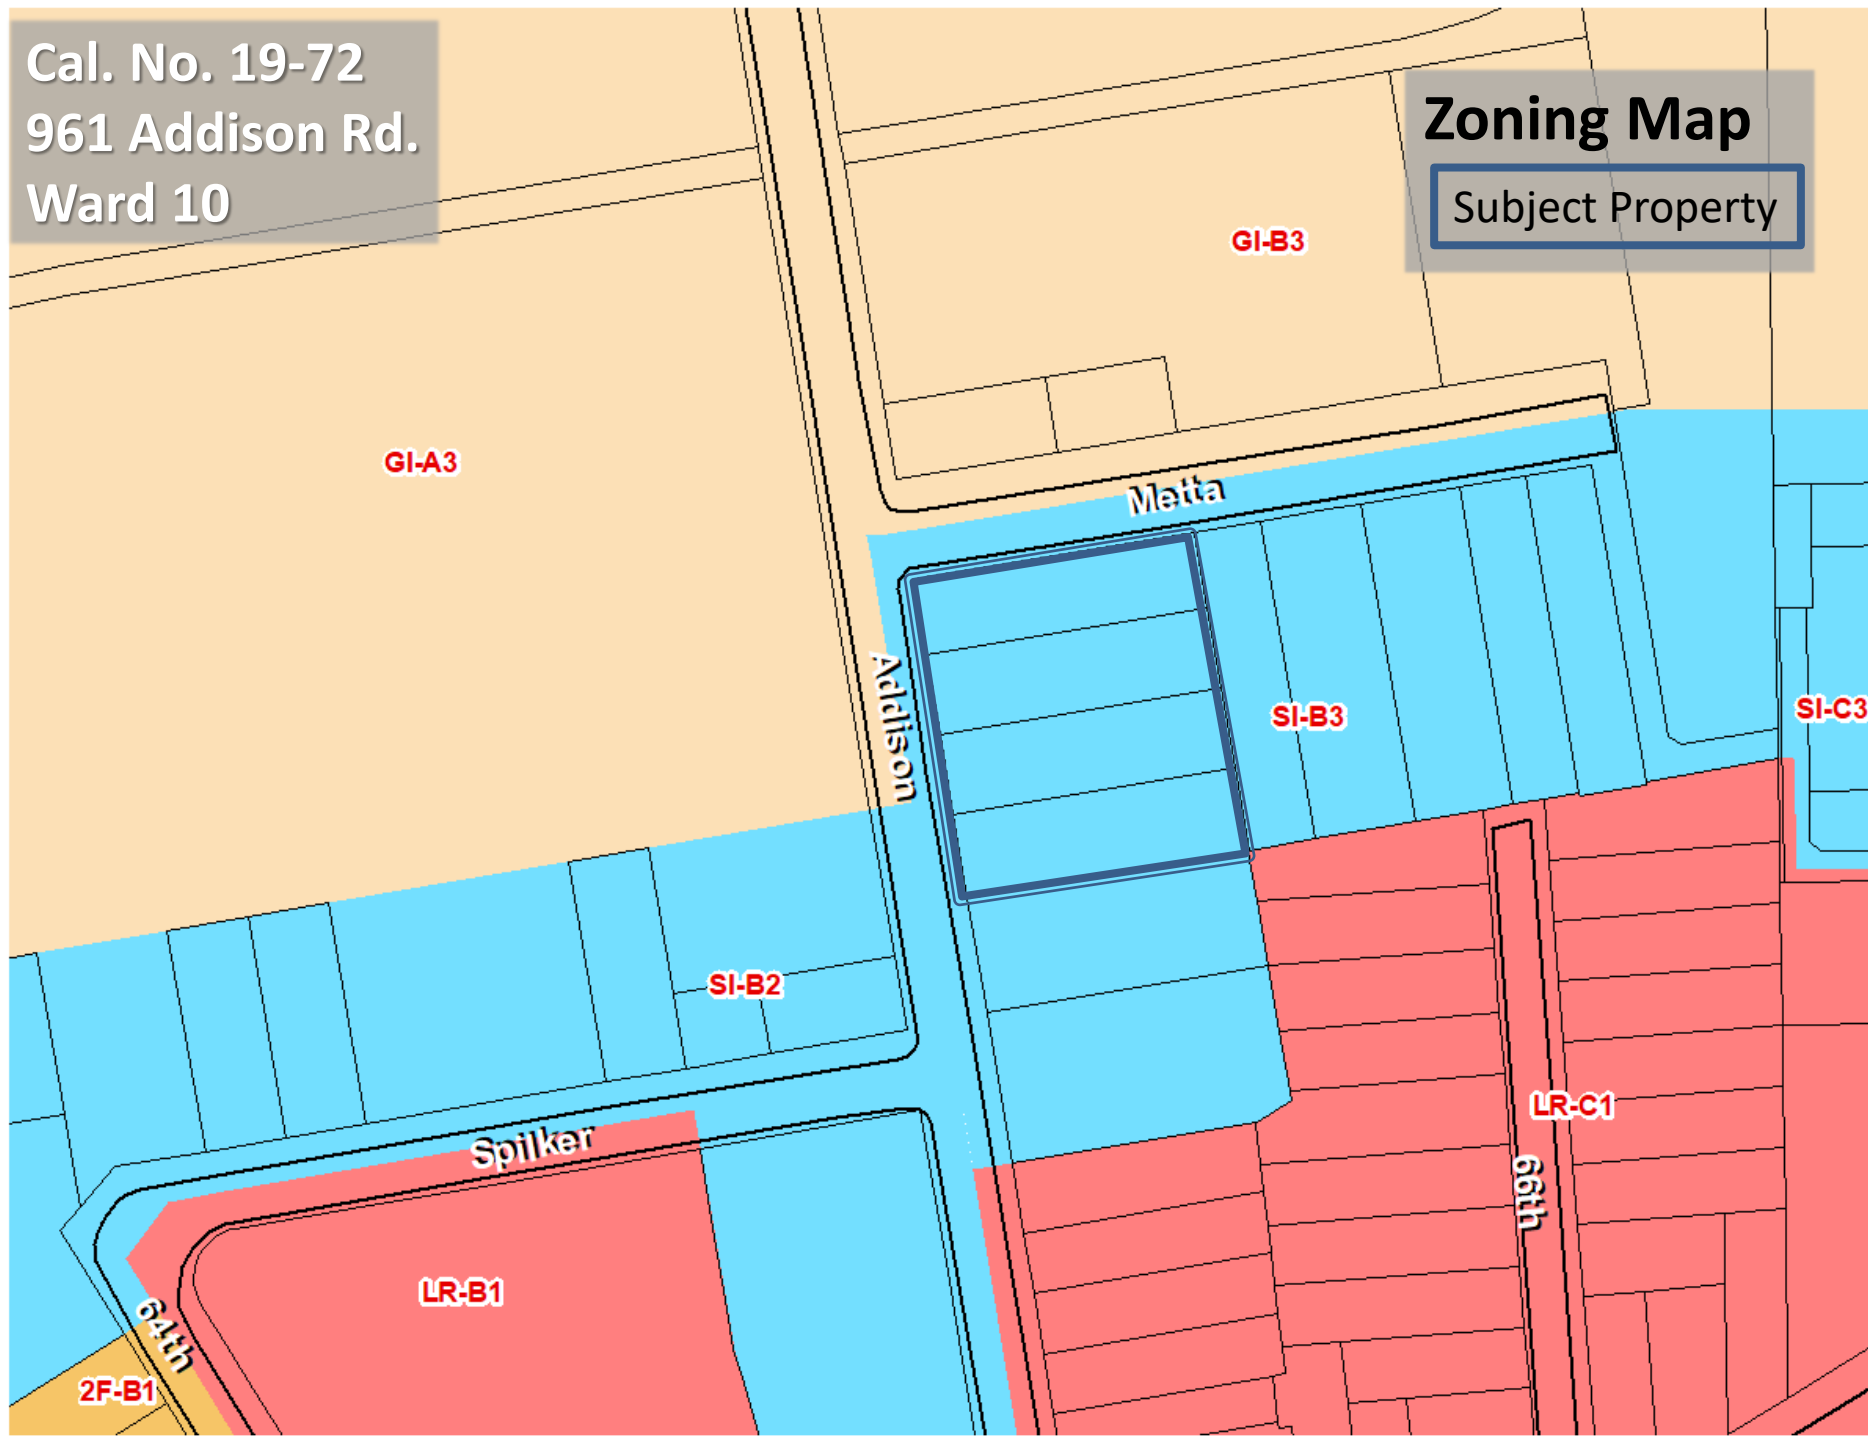 Cal. No. 19-72
961 Addison Rd.
Ward 10
Zoning Map
Subject Property
GI-B3
GI-A3
Metta
Addison
SI-B3
SI-C3
SI-B2
LR-C1
Spilker
66th
LR-B1
64th
2F-B1